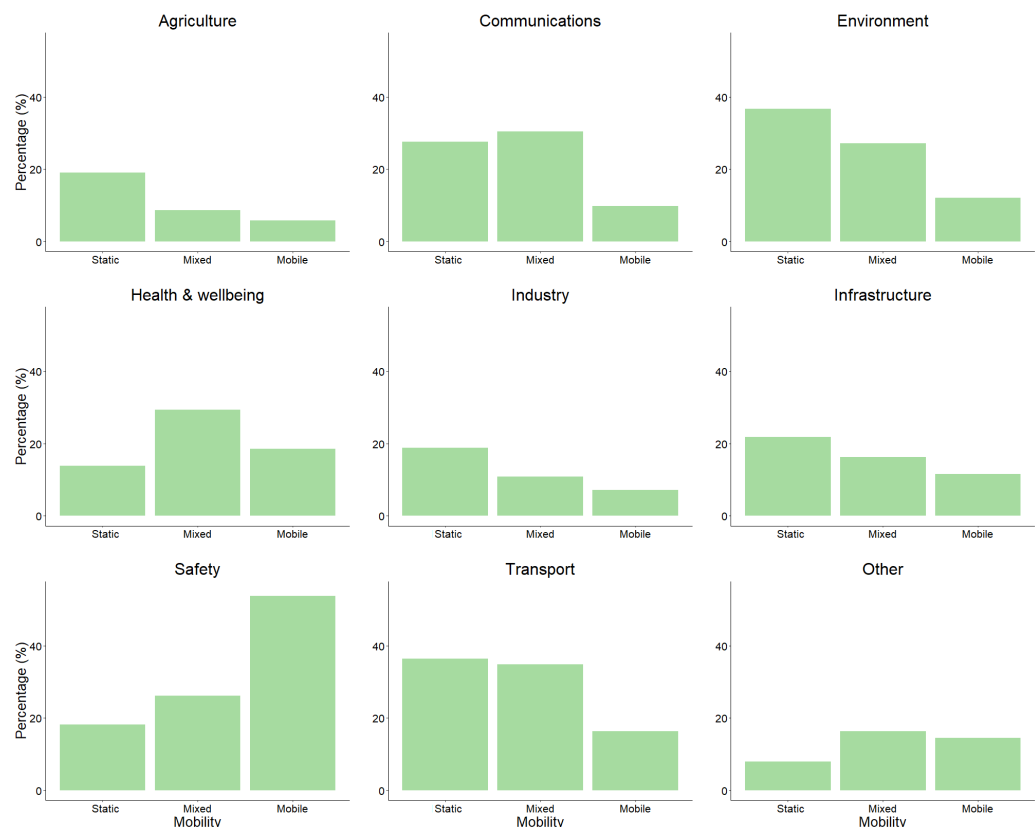 Agriculture
Communications
Environment
Percentage (%)
40
20
0
Static Mixed Mobile
40
20
0
Static Mixed Mobile
40
20
0
Static Mixed Mobile
Health & wellbeing
Industry
Infrastructure
Percentage (%)
40
20
0
Static Mixed Mobile
40
20
0
Static Mixed Mobile
40
20
0
Static Mixed Mobile
Safety
Transport
Other
Percentage (%)
40
20
0
Static Mixed Mobile
Mobility
40
20
0
Static Mixed Mobile
Mobility
40
20
0
Static Mixed Mobile
Mobility